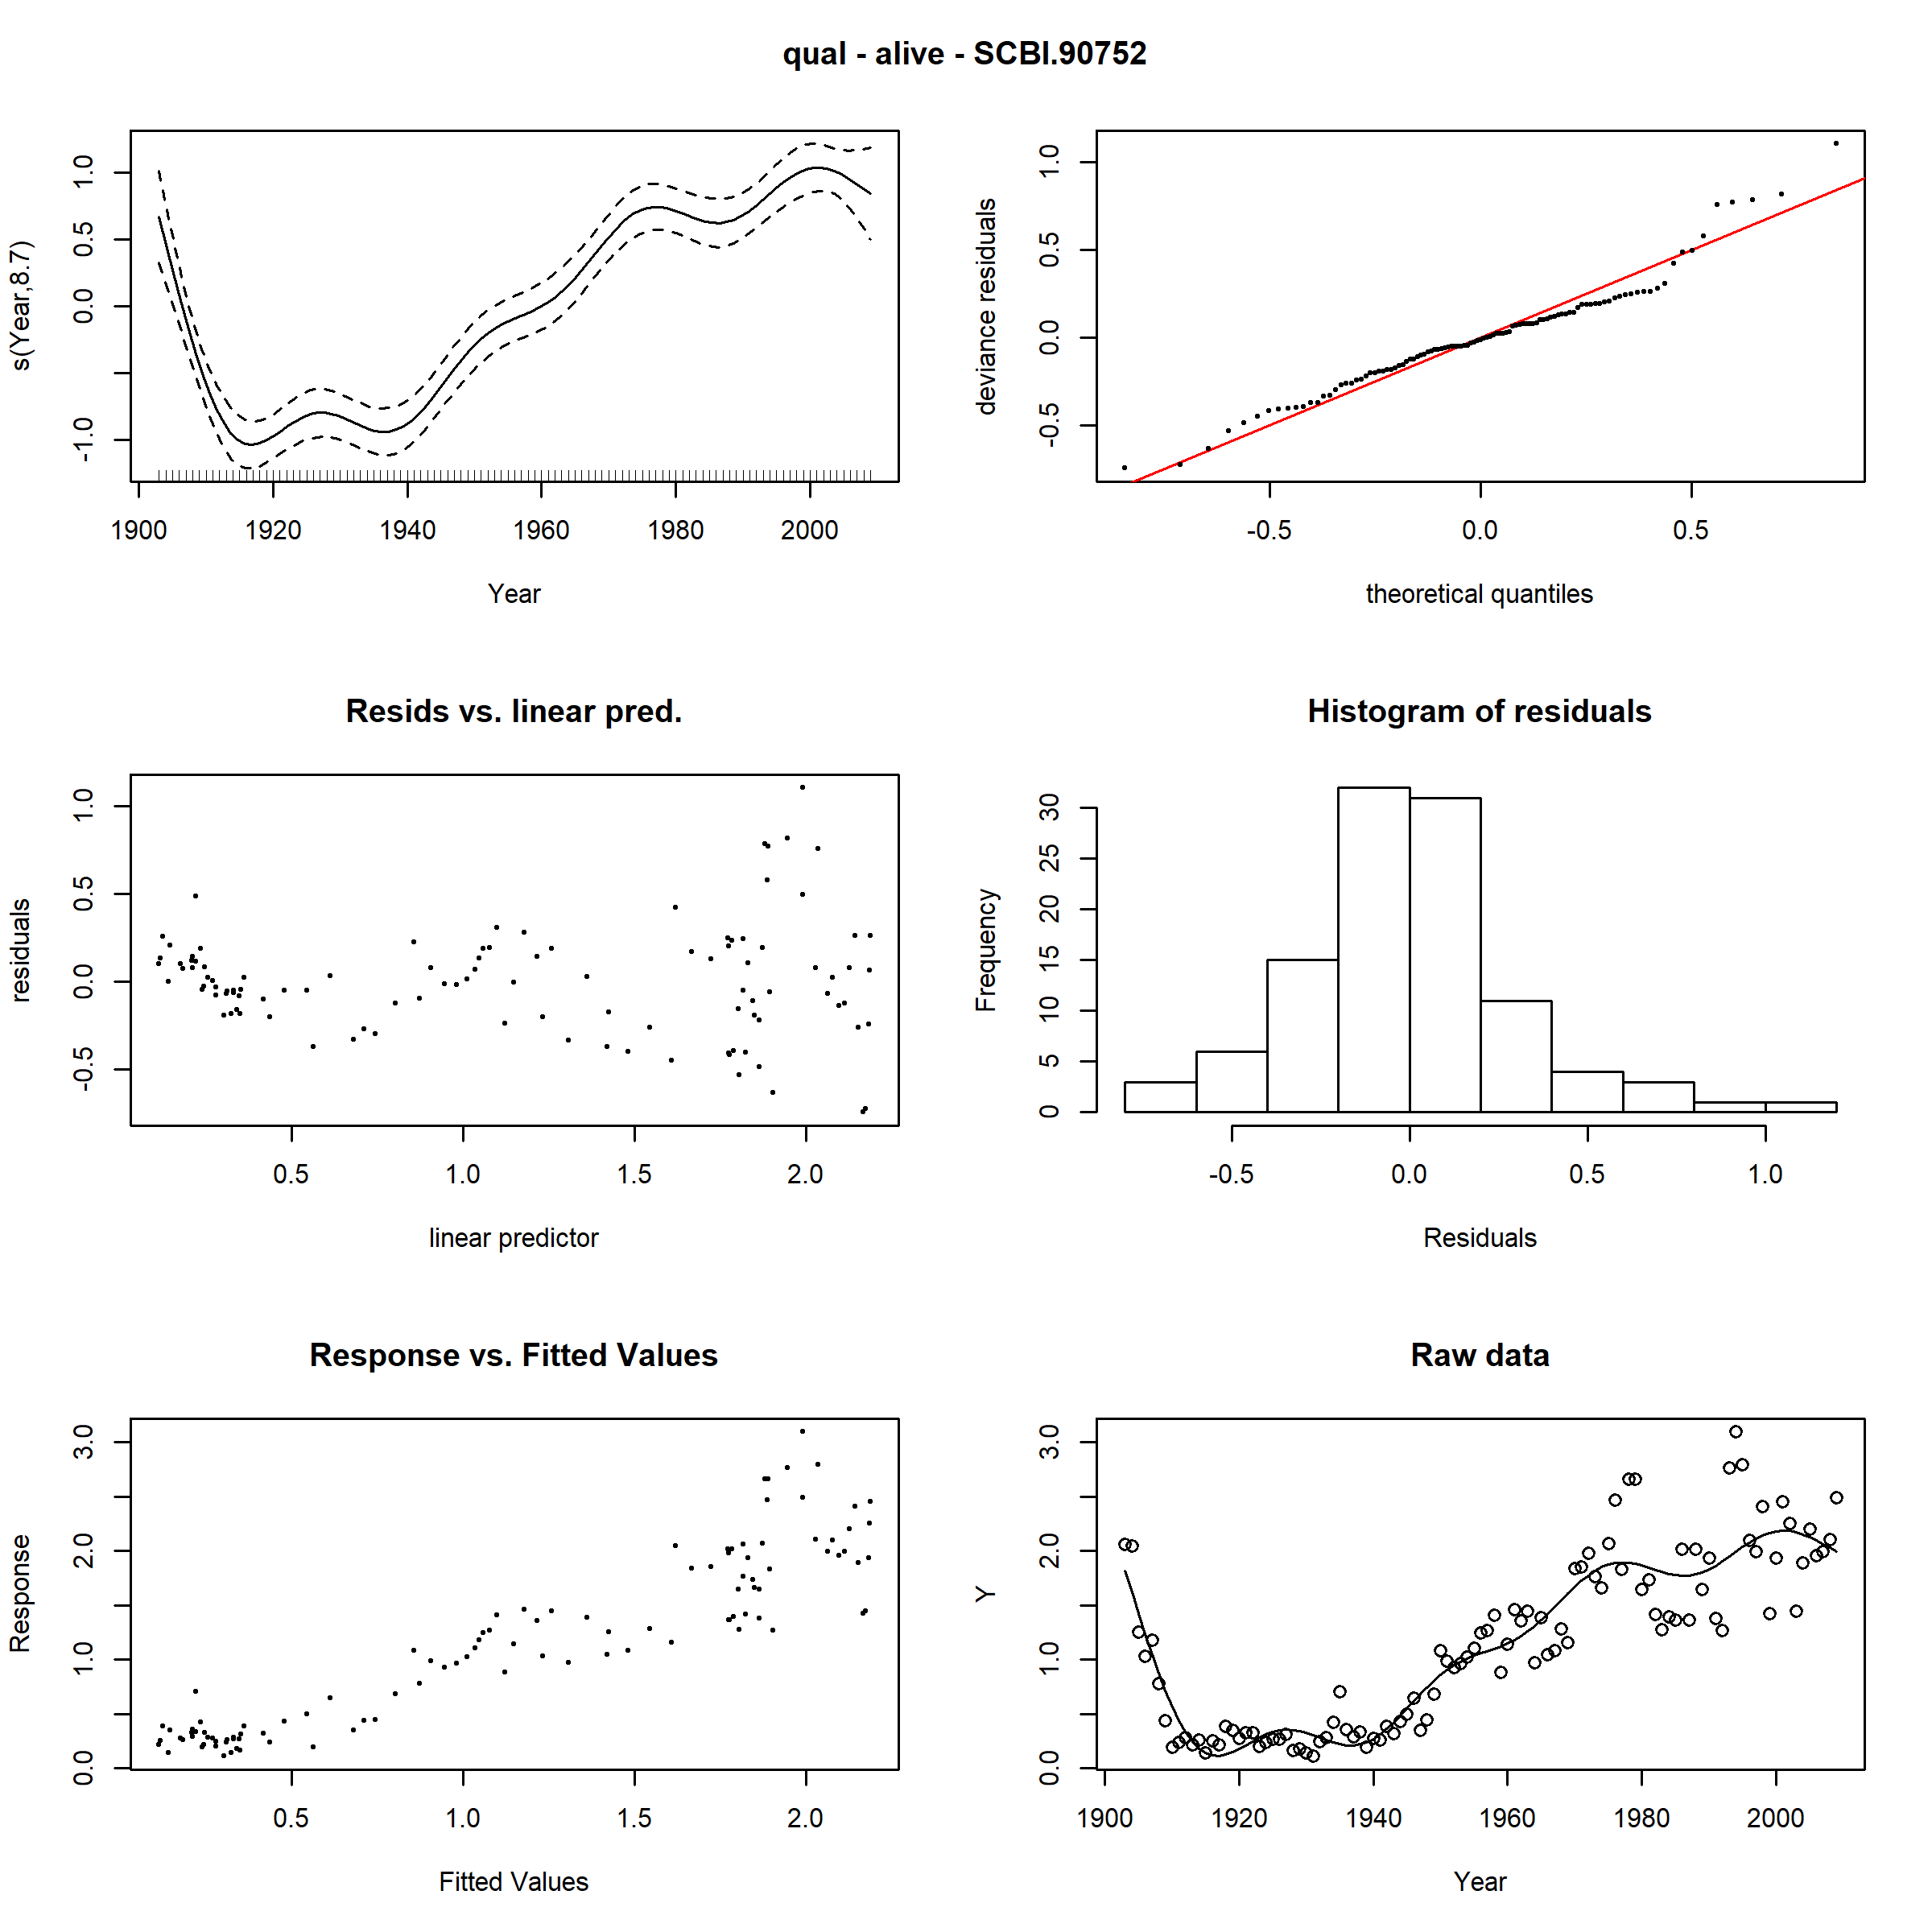 qual - alive - SCBI.90752
s(Year,8.7)
-1.0 0.0 0.5 1.0
1900 1920 1940 1960 1980 2000
Year
deviance residuals
-0.5 0.0 0.5 1.0
-0.5 0.0 0.5
theoretical quantiles
Resids vs. linear pred.
residuals
-0.5 0.0 0.5 1.0
0.5 1.0 1.5 2.0
linear predictor
Histogram of residuals
Frequency
0 5 10 15 20 25 30
-0.5 0.0 0.5 1.0
Residuals
Response vs. Fitted Values
Response
0.0 1.0 2.0 3.0
0.5 1.0 1.5 2.0
Fitted Values
Raw data
Y
0.0 1.0 2.0 3.0
1900 1920 1940 1960 1980 2000
Year